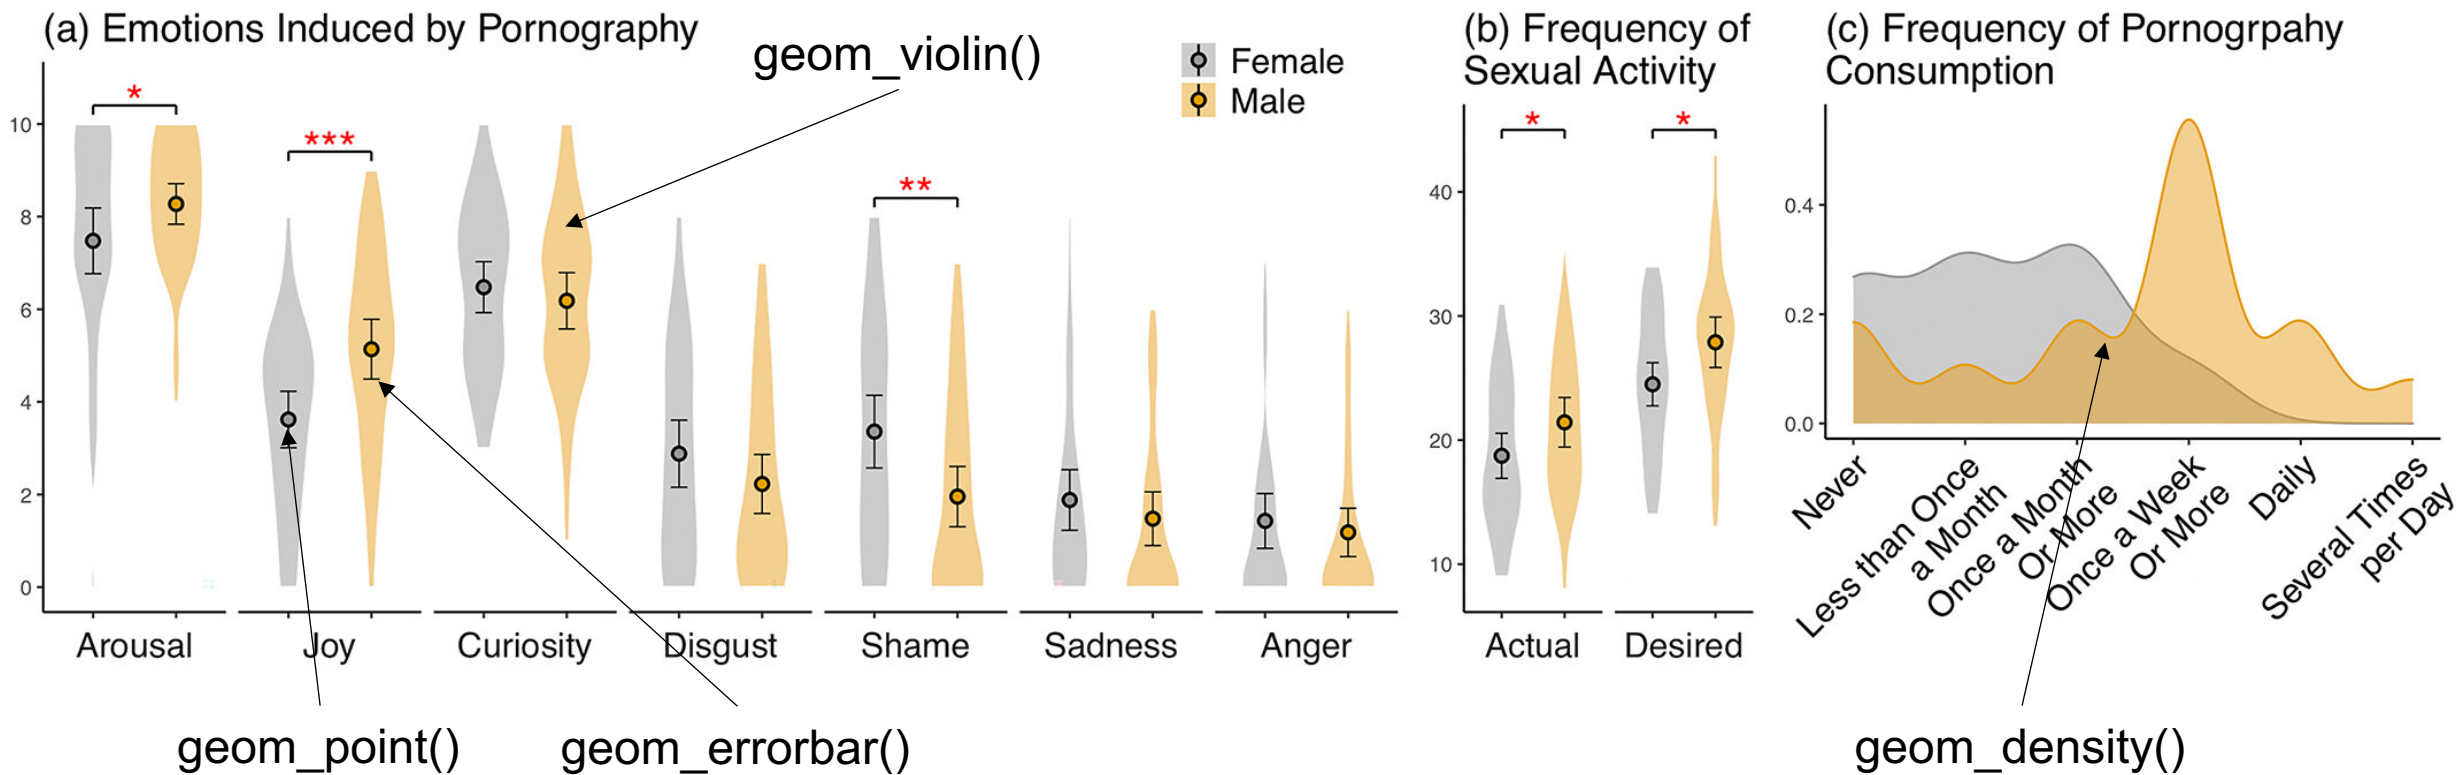 (a) Emotions Induced by Pornography
geom_violin()
Female
Male
*
***
**
10
8
6
4
2
0
Arousal
Joy
Curiosity
Disgust
Shame
Sadness
Anger
geom_point()
geom_errorbar()
(b) Frequency of
Sexual Activity
*
*
40
30
20
10
Actual
Desired
(c) Frequency of Pornogrpahy
Consumption
0.4
0.2
0.0
Never
Less than Once
a Month
Once a Month
Or More
Once a Week
Or More
Daily
Several Times
per Day
geom_density()